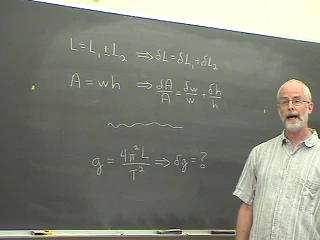 L = L₁ ± L₂ ⇒ δL = δL₁ + δL₂
A = wh ⇒ δA/A = δw/w + δh/h
g = 4π²L/T² ⇒ δg = ?